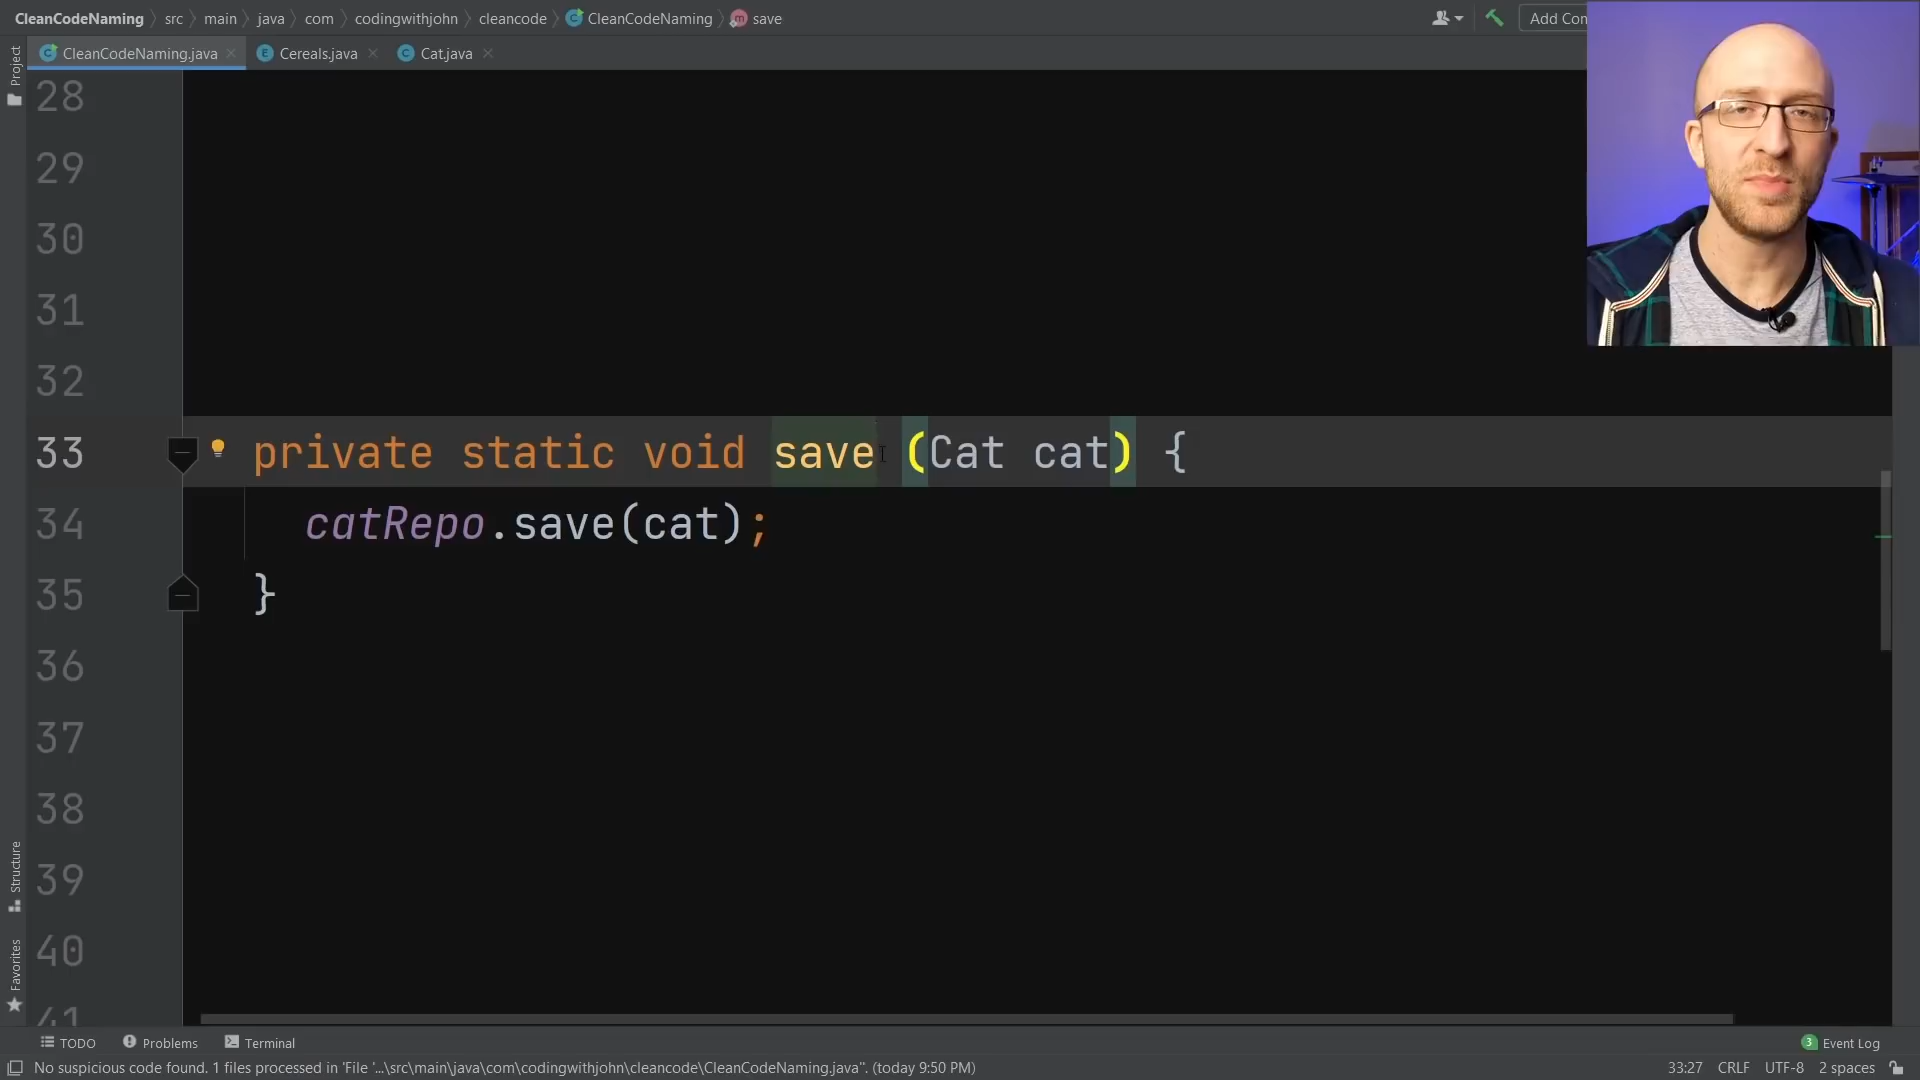 CleanCodeNaming src main java com codingwithjohn cleancode CleanCodeNaming m save Add Con
CleanCodeNaming.java Cereals.java Cat.java
Project
28
29
30
31
32
33 private static void save (Cat cat) {
34 catRepo.save(cat);
35 }
36
37
38
39
40
41
Structure
Favorites
TODO Problems Terminal 3 Event Log
No suspicious code found. 1 files processed in 'File '...\src\main\java\com\codingwithjohn\cleancode\CleanCodeNaming.java''. (today 9:50 PM) 33:27 CRLF UTF-8 2 spaces